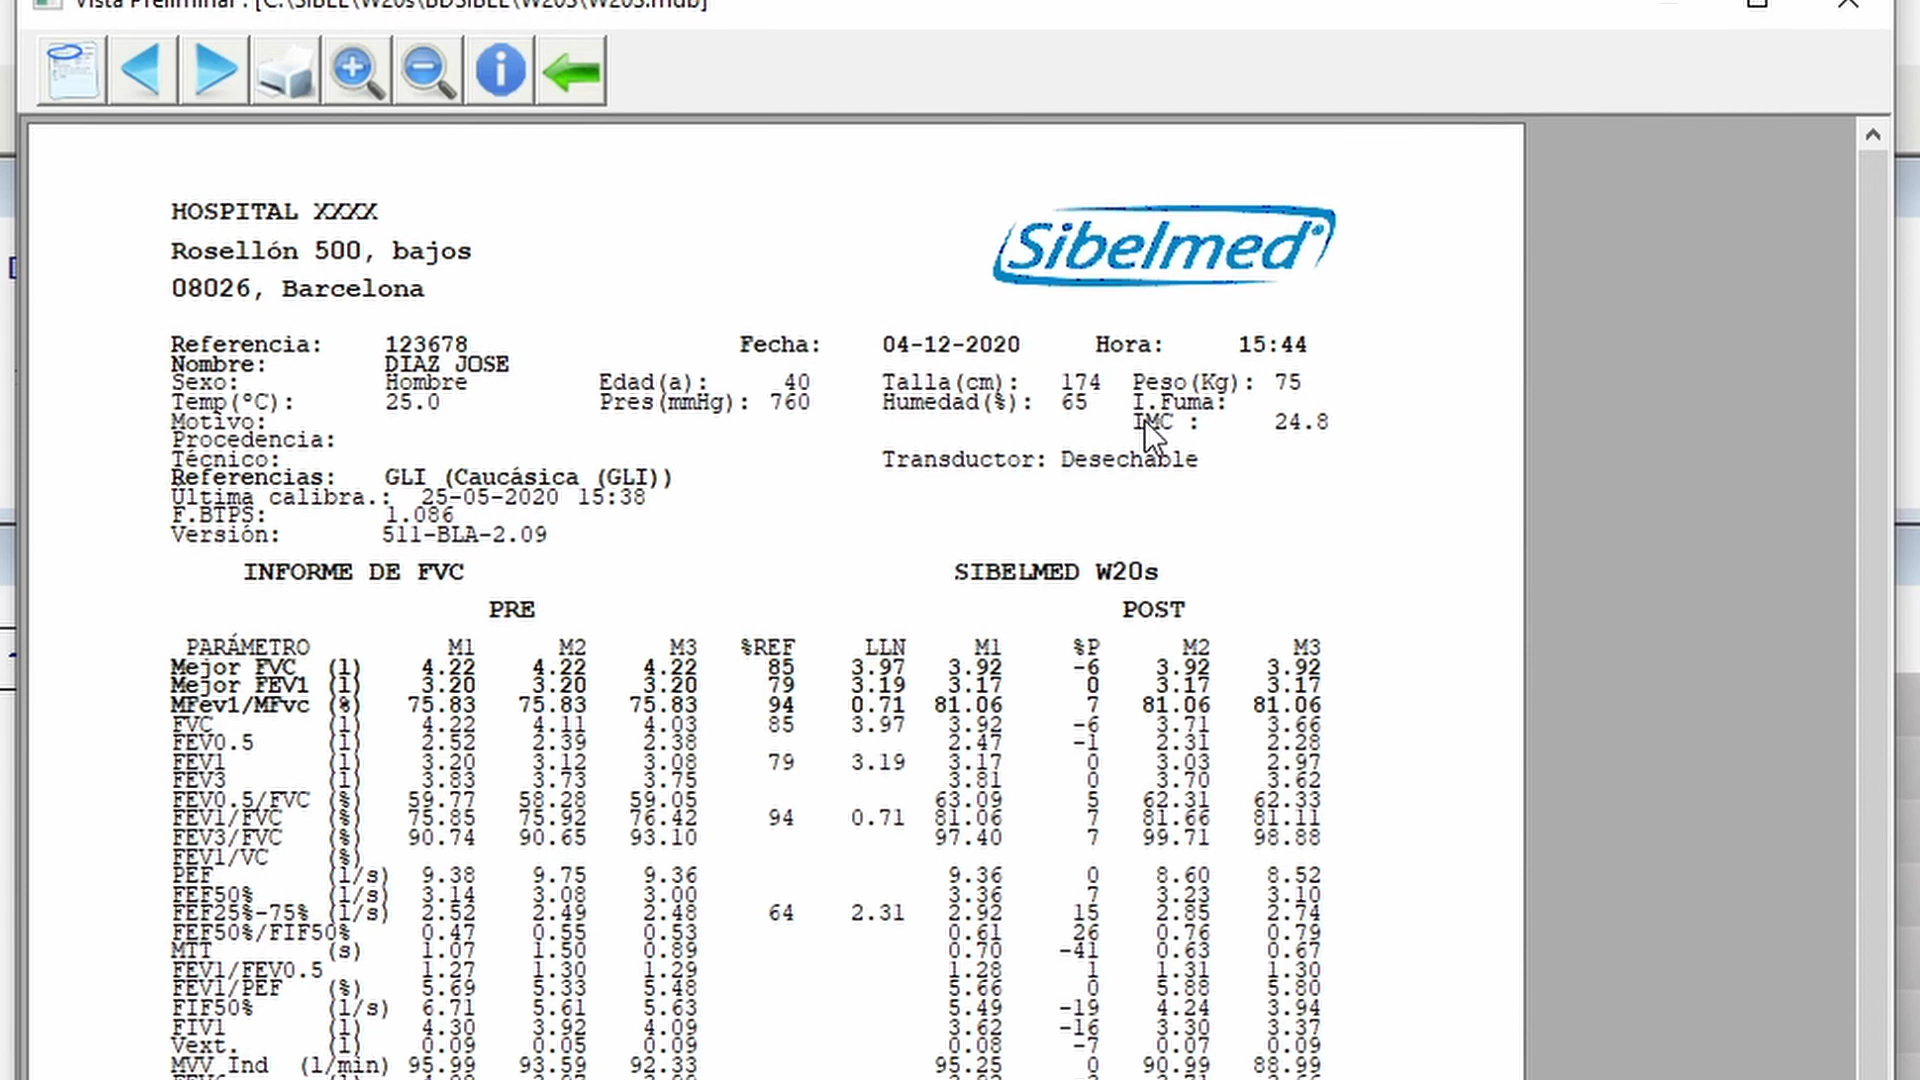 Vista Preliminar : [C:\SIBEL\W20s\BDSIBEL\W20S\W20S.mdb]
HOSPITAL XXXX
Rosellón 500, bajos
08026, Barcelona
Sibelmed
Referencia: 123678 Fecha: 04-12-2020 Hora: 15:44
Nombre: DIAZ JOSE
Sexo: Hombre Edad(a): 40 Talla(cm): 174 Peso(Kg): 75
Temp(°C): 25.0 Pres(mmHg): 760 Humedad(%): 65 I.Fuma:
Motivo: IMC : 24.8
Procedencia:
Técnico: Transductor: Desechable
Referencias: GLI (Caucásica (GLI))
Ultima calibra.: 25-05-2020 15:38
F.BTPS: 1.086
Versión: 511-BLA-2.09
INFORME DE FVC SIBELMED W20s
PRE POST
PARÁMETRO M1 M2 M3 %REF LLN M1 %P M2 M3
Mejor FVC (l) 4.22 4.22 4.22 85 3.97 3.92 -6 3.92 3.92
Mejor FEV1 (l) 3.20 3.20 3.20 79 3.19 3.17 0 3.17 3.17
MFev1/MFvc (%) 75.83 75.83 75.83 94 0.71 81.06 7 81.06 81.06
FVC (l) 4.22 4.11 4.03 85 3.97 3.92 -6 3.71 3.66
FEV0.5 (l) 2.52 2.39 2.38 2.47 -1 2.31 2.28
FEV1 (l) 3.20 3.12 3.08 79 3.19 3.17 0 3.03 2.97
FEV3 (l) 3.83 3.73 3.75 3.81 0 3.70 3.62
FEV0.5/FVC (%) 59.77 58.28 59.05 63.09 5 62.31 62.33
FEV1/FVC (%) 75.85 75.92 76.42 94 0.71 81.06 7 81.66 81.11
FEV3/FVC (%) 90.74 90.65 93.10 97.40 7 99.71 98.88
FEV1/VC (%)
PEF (l/s) 9.38 9.75 9.36 9.36 0 8.60 8.52
FEF50% (l/s) 3.14 3.08 3.00 3.36 7 3.23 3.10
FEF25%-75% (l/s) 2.52 2.49 2.48 64 2.31 2.92 15 2.85 2.74
FEF50%/FIF50% 0.47 0.55 0.53 0.61 26 0.76 0.79
MTT (s) 1.07 1.50 0.89 0.70 -41 0.63 0.67
FEV1/FEV0.5 1.27 1.30 1.29 1.28 1 1.31 1.30
FEV1/PEF (%) 5.69 5.33 5.48 5.66 0 5.88 5.80
FIF50% (l/s) 6.71 5.61 5.63 5.49 -19 4.24 3.94
FIV1 (l) 4.30 3.92 4.09 3.62 -16 3.30 3.37
Vext. (l) 0.09 0.05 0.09 0.08 -7 0.07 0.09
MVV Ind (l/min) 95.99 93.59 92.33 95.25 0 90.99 88.99